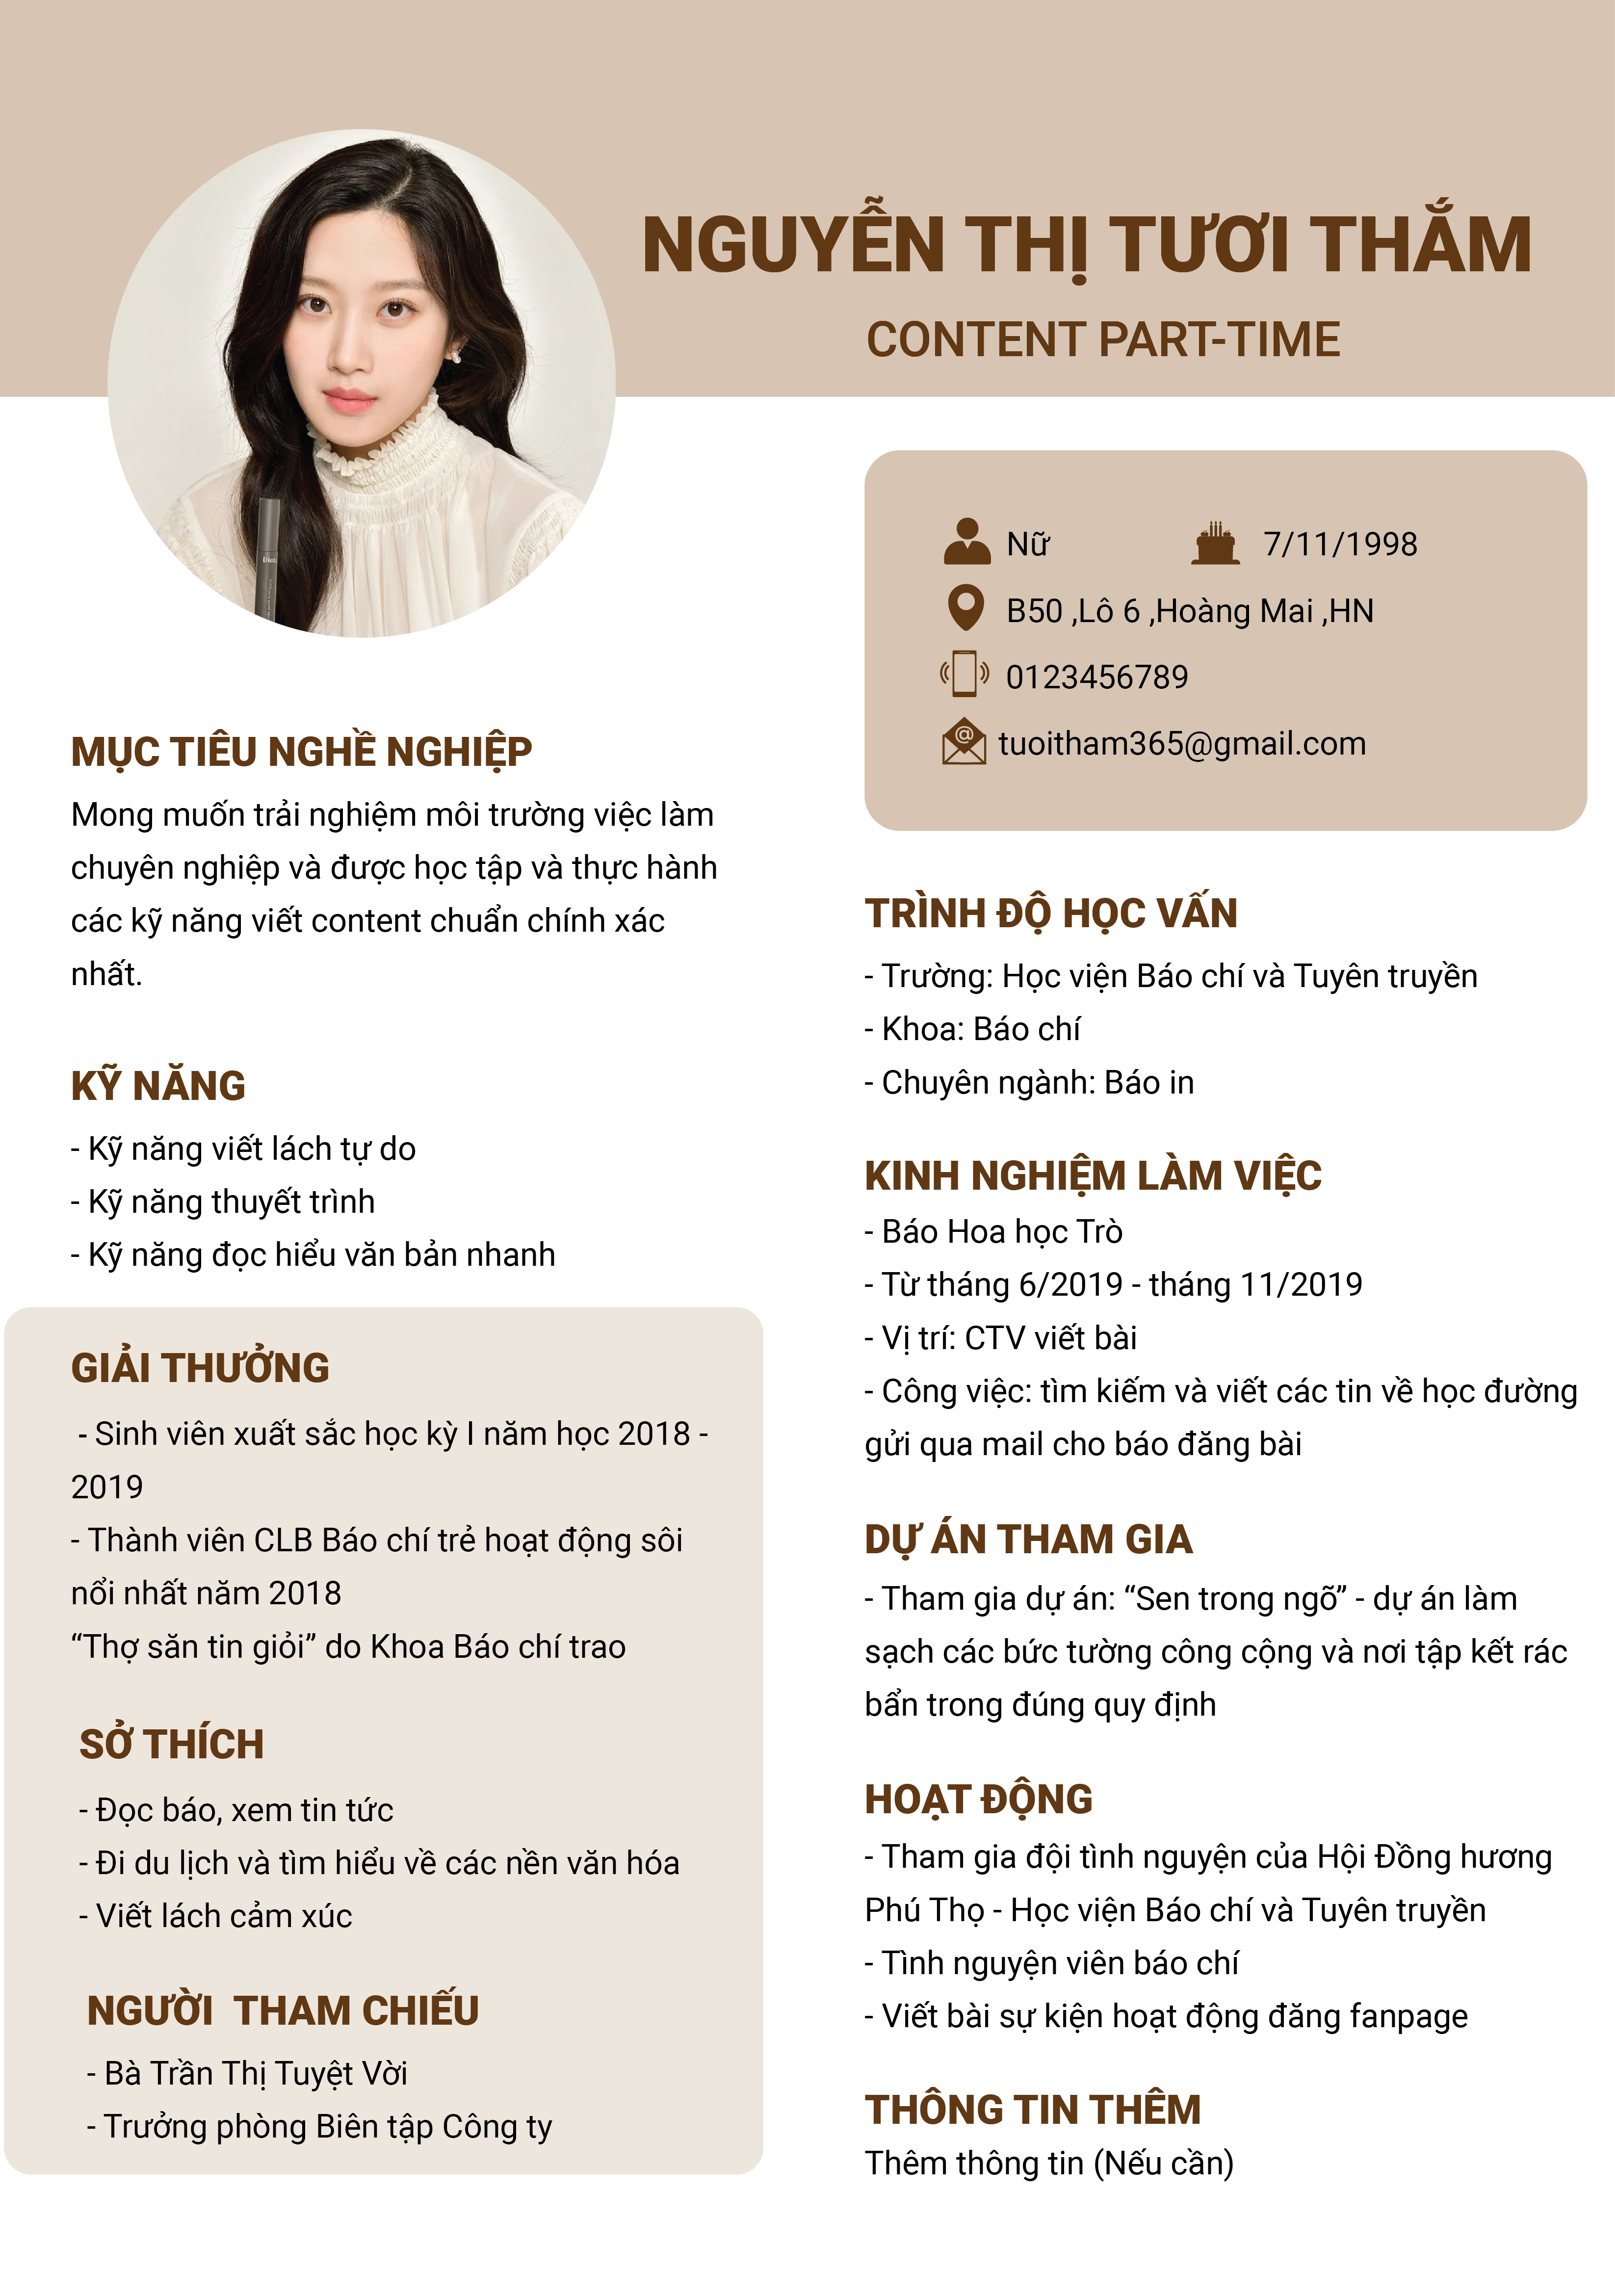 NGUYỄN THỊ TƯƠI THẮM
CONTENT PART-TIME
Nữ
7/11/1998
B50 ,Lô 6 ,Hoàng Mai ,HN
0123456789
tuoitham365@gmail.com
MỤC TIÊU NGHỀ NGHIỆP
Mong muốn trải nghiệm môi trường việc làm
chuyên nghiệp và được học tập và thực hành
các kỹ năng viết content chuẩn chính xác
nhất.
KỸ NĂNG
- Kỹ năng viết lách tự do
- Kỹ năng thuyết trình
- Kỹ năng đọc hiểu văn bản nhanh
GIẢI THƯỞNG
- Sinh viên xuất sắc học kỳ I năm học 2018 -
2019
- Thành viên CLB Báo chí trẻ hoạt động sôi
nổi nhất năm 2018
“Thợ săn tin giỏi” do Khoa Báo chí trao
SỞ THÍCH
- Đọc báo, xem tin tức
- Đi du lịch và tìm hiểu về các nền văn hóa
- Viết lách cảm xúc
NGƯỜI THAM CHIẾU
- Bà Trần Thị Tuyệt Vời
- Trưởng phòng Biên tập Công ty
TRÌNH ĐỘ HỌC VẤN
- Trường: Học viện Báo chí và Tuyên truyền
- Khoa: Báo chí
- Chuyên ngành: Báo in
KINH NGHIỆM LÀM VIỆC
- Báo Hoa học Trò
- Từ tháng 6/2019 - tháng 11/2019
- Vị trí: CTV viết bài
- Công việc: tìm kiếm và viết các tin về học đường
gửi qua mail cho báo đăng bài
DỰ ÁN THAM GIA
- Tham gia dự án: “Sen trong ngõ” - dự án làm
sạch các bức tường công cộng và nơi tập kết rác
bẩn trong đúng quy định
HOẠT ĐỘNG
- Tham gia đội tình nguyện của Hội Đồng hương
Phú Thọ - Học viện Báo chí và Tuyên truyền
- Tình nguyện viên báo chí
- Viết bài sự kiện hoạt động đăng fanpage
THÔNG TIN THÊM
Thêm thông tin (Nếu cần)